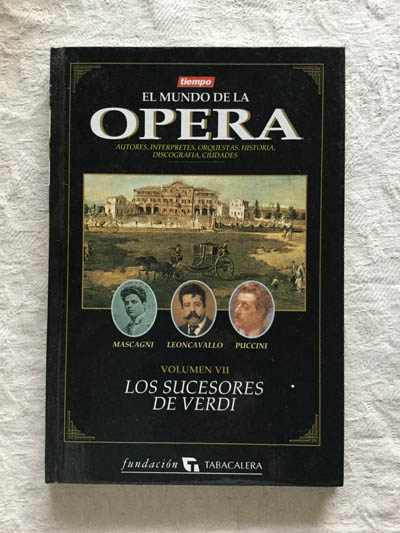 tiempo
EL MUNDO DE LA
OPERA
AUTORES, INTERPRETES, ORQUESTAS, HISTORIA,
DISCOGRAFIA, CIUDADES
MASCAGNI LEONCAVALLO PUCCINI
VOLUMEN VII
LOS SUCESORES
DE VERDI
fundación TABACALERA